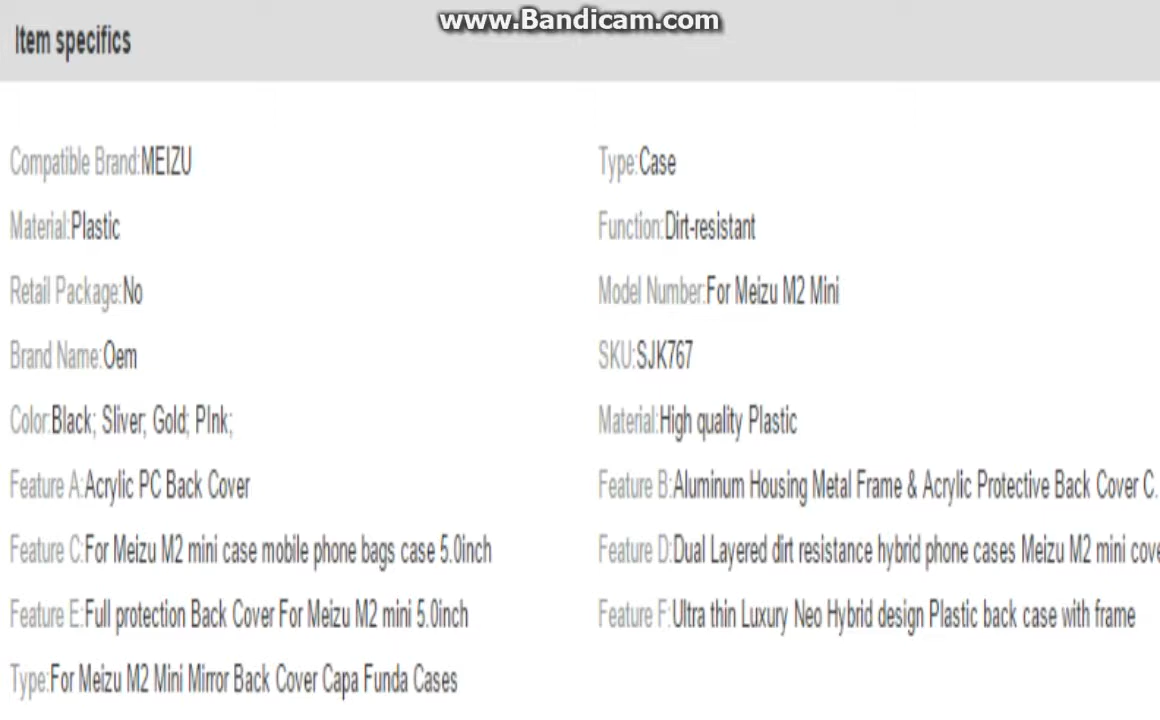 www.Bandicam.com
Item specifics
Compatible Brand:MEIZU
Type:Case
Material:Plastic
Function:Dirt-resistant
Retail Package:No
Model Number:For Meizu M2 Mini
Brand Name:Oem
SKU:SJK767
Color:Black; Sliver; Gold; PInk;
Material:High quality Plastic
Feature A:Acrylic PC Back Cover
Feature B:Aluminum Housing Metal Frame & Acrylic Protective Back Cover C.
Feature C:For Meizu M2 mini case mobile phone bags case 5.0inch
Feature D:Dual Layered dirt resistance hybrid phone cases Meizu M2 mini cove
Feature E:Full protection Back Cover For Meizu M2 mini 5.0inch
Feature F:Ultra thin Luxury Neo Hybrid design Plastic back case with frame
Type:For Meizu M2 Mini Mirror Back Cover Capa Funda Cases